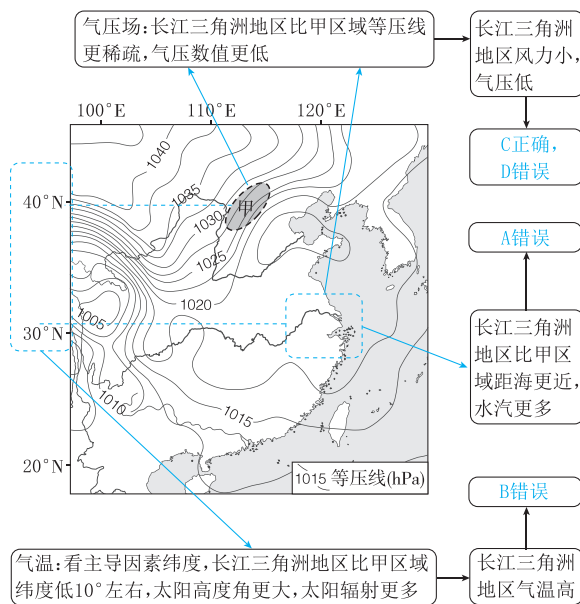 气压场:长江三角洲地区比甲区域等压线
更稀疏,气压数值更低
长江三角洲
地区风力小,
气压低
C正确,
D错误
100°E
110°E
120°E
40°N
30°N
20°N
1040
1035
1030
1025
1020
1005
1010
1015
甲
1015 等压线(hPa)
A错误
长江三角洲
地区比甲区
域距海更近,
水汽更多
B错误
气温:看主导因素纬度,长江三角洲地区比甲区域
纬度低10°左右,太阳高度角更大,太阳辐射更多
长江三角洲
地区气温高